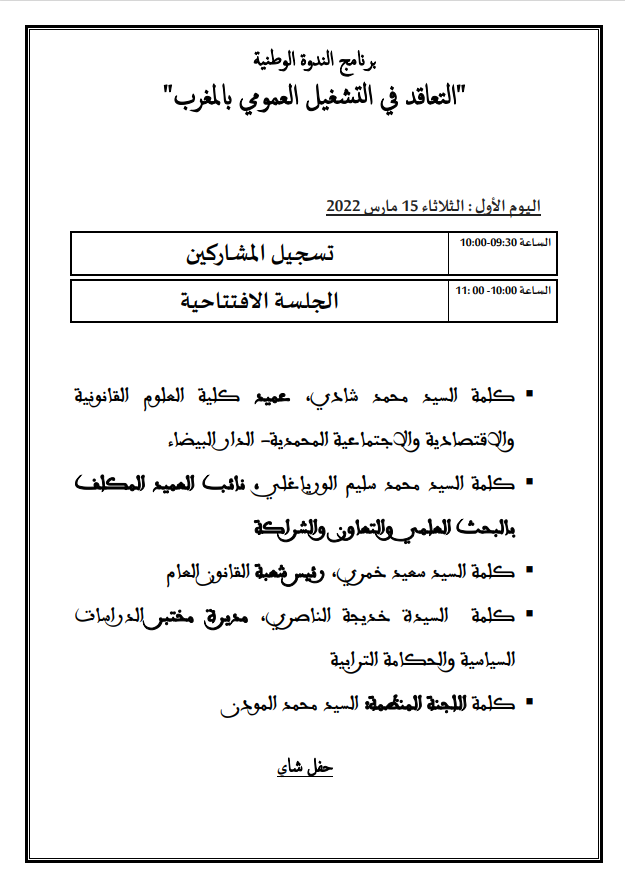 برنامج الندوة الوطنية
"التعاقد في التشغيل العمومي بالمغرب"
اليوم الأول : الثلاثاء 15 مارس 2022
الساعة 09:30-10:00
تسجيل المشاركين
الساعة 10:00- 11:00
الجلسة الافتتاحية
▪ كلمة السيد محمد شادي، عميد كلية العلوم القانونية
والاقتصادية والاجتماعية المحمدية- الدار البيضاء
▪ كلمة السيد محمد سليم الورياغلي، نائب العميد المكلف
بالبحث العلمي والتعاون والشراكة
▪ كلمة السيد سعيد خمري، رئيس شعبة القانون العام
▪ كلمة السيدة خديجة الناصري، مديرة مختبر الدراسات
السياسية والحكامة الترابية
▪ كلمة اللجنة المنظمة: السيد محمد الموذن
حفل شاي